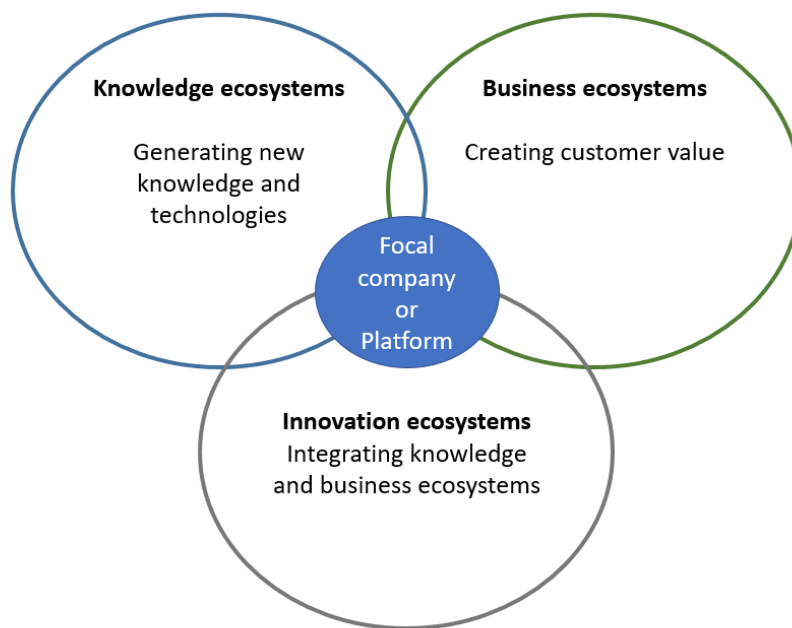 Knowledge ecosystems
Generating new
knowledge and
technologies
Business ecosystems
Creating customer value
Focal
company
or
Platform
Innovation ecosystems
Integrating knowledge
and business ecosystems